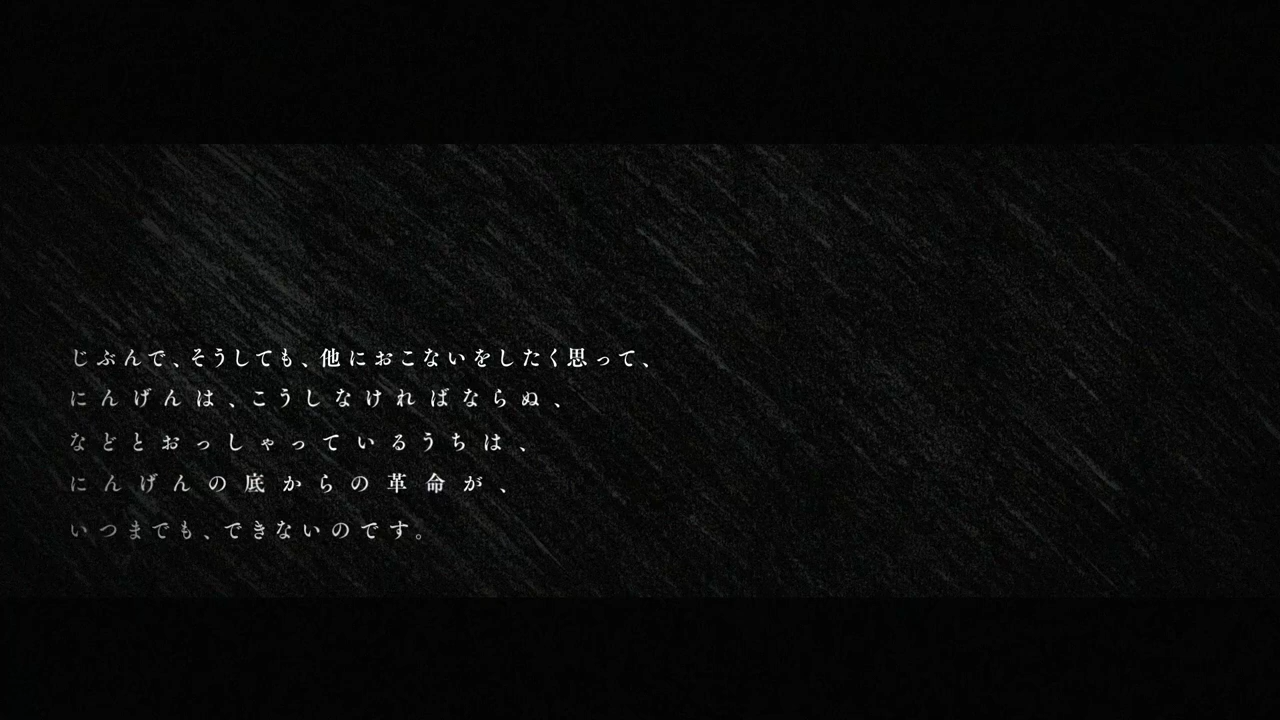 じぶんで、そうしても、他におこないをしたく思って、
にんげんは、こうしなければならぬ、
などとおっしゃっているうちは、
にんげんの底からの革命が、
いつまでも、できないのです。